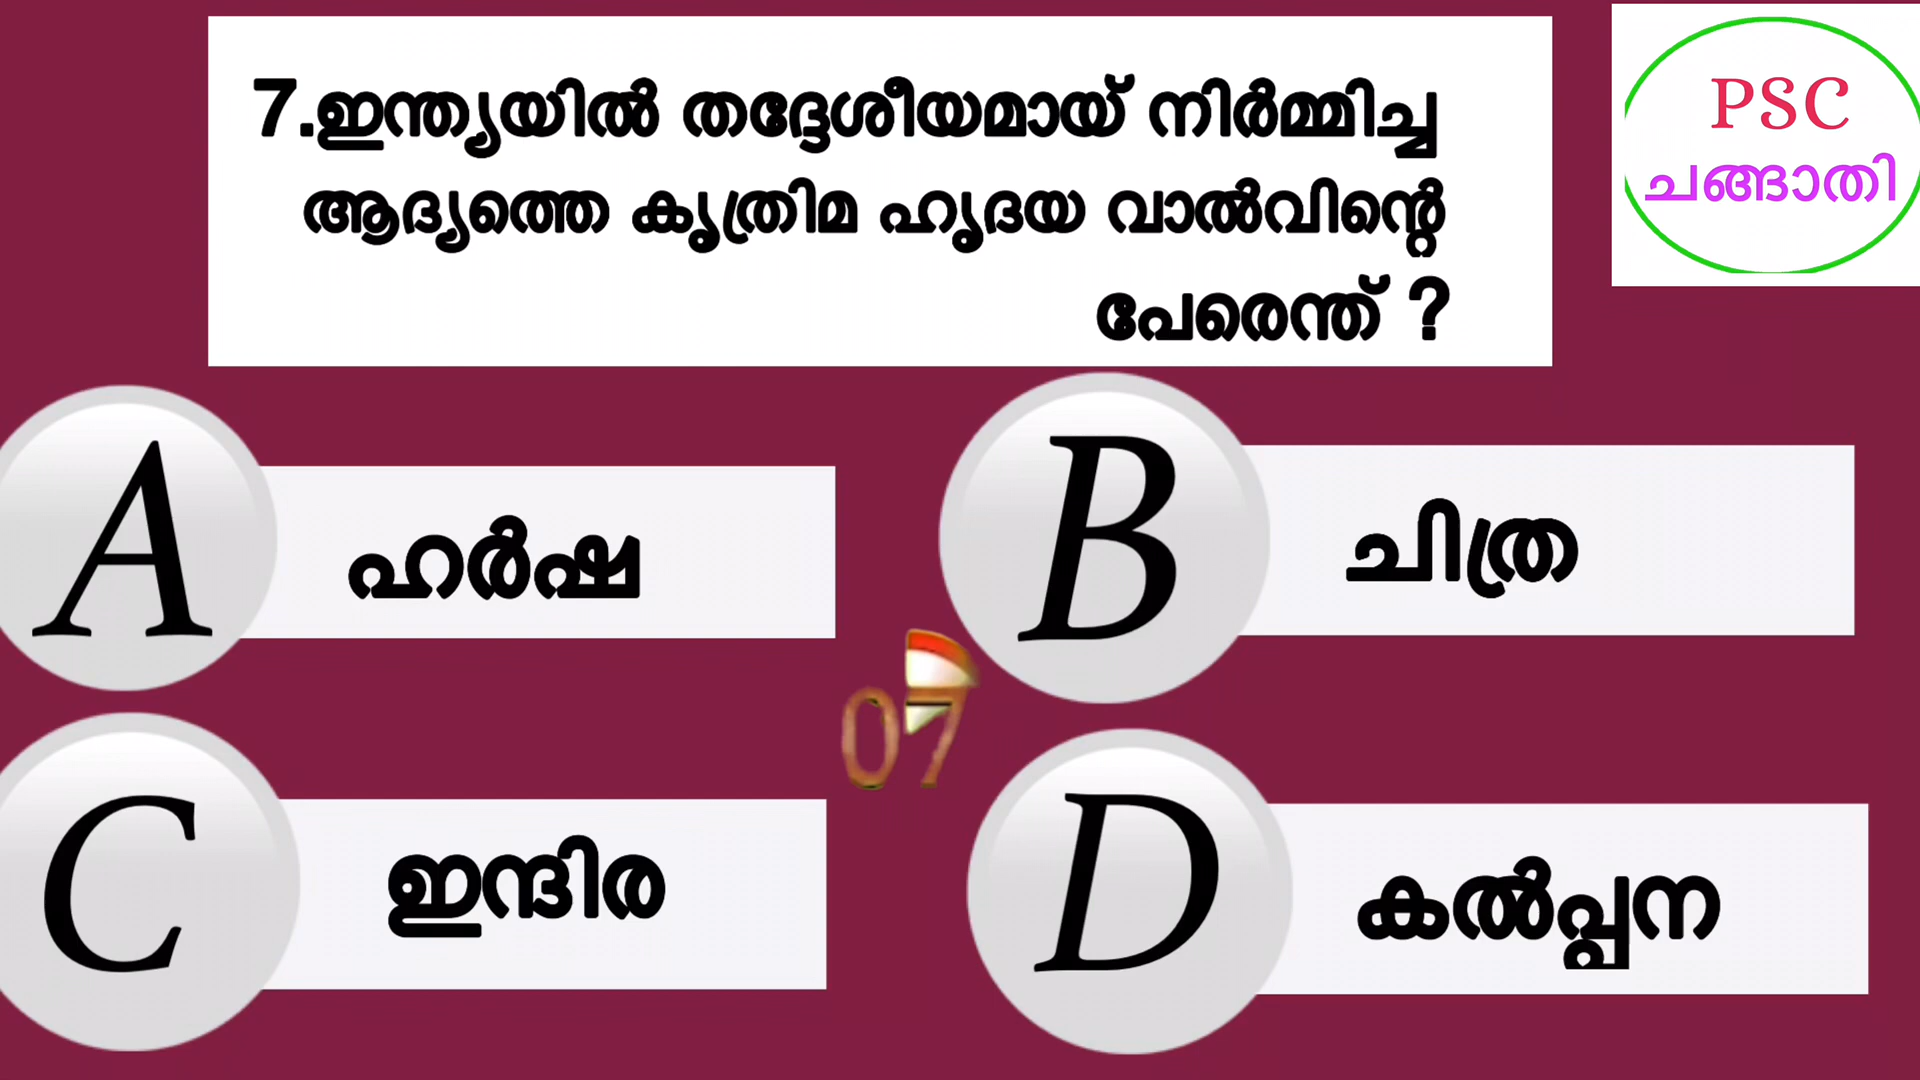 7.ഇന്ത്യയിൽ തദ്ദേശീയമായ് നിർമ്മിച്ച
ആദ്യത്തെ കൃത്രിമ ഹൃദയ വാൽവിന്റെ
പേരെന്ത് ?
PSC
ചങ്ങാതി
A
ഹർഷ
B
ചിത്ര
07
C
ഇന്ദിര
D
കൽപ്പന